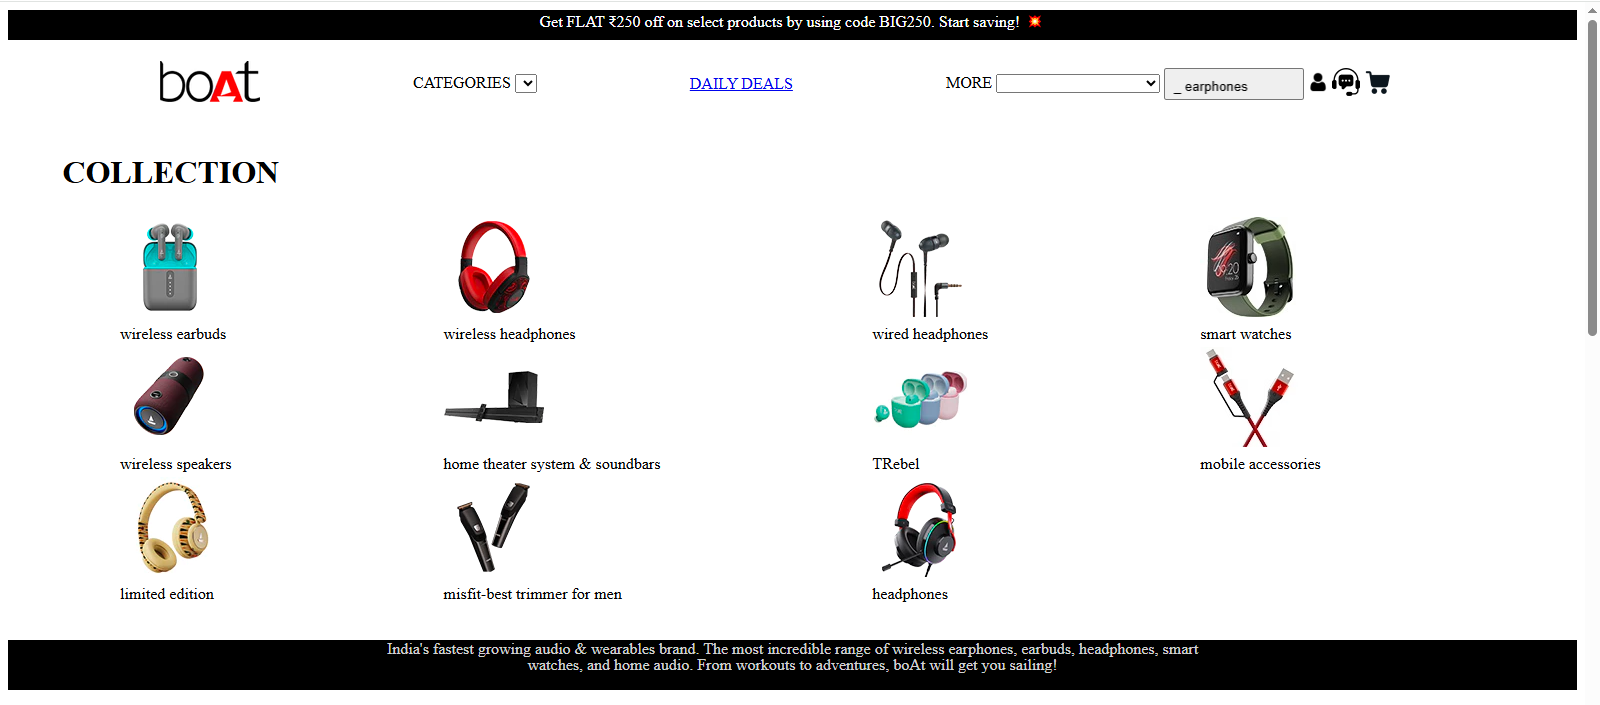 Get FLAT ₹250 off on select products by using code BIG250. Start saving! 💥
boAt CATEGORIES DAILY DEALS MORE _ earphones
COLLECTION
wireless earbuds wireless headphones wired headphones smart watches
wireless speakers home theater system & soundbars TRebel mobile accessories
limited edition misfit-best trimmer for men headphones
India's fastest growing audio & wearables brand. The most incredible range of wireless earphones, earbuds, headphones, smart
watches, and home audio. From workouts to adventures, boAt will get you sailing!